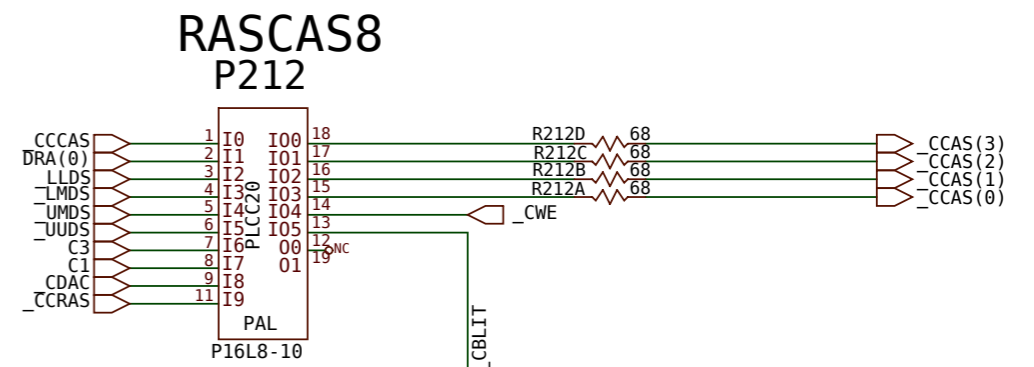 RASCAS8
P212
_CCCAS 1 I0 IO0 18 R212D 68 _CCAS(3)
DRA(0) 2 I1 IO1 17 R212C 68 _CCAS(2)
_LLDS 3 I2 IO2 16 R212B 68 _CCAS(1)
_LMDS 4 I3 IO3 15 R212A 68 _CCAS(0)
_UMDS 5 I4 IO4 14 _CWE
_UUDS 6 I5 IO5 13
C3 7 I6 O0 12 NC
C1 8 I7 O1 19
_CDAC 9 I8
_CCRAS 11 I9
PLCC20
PAL
P16L8-10
_CBLIT